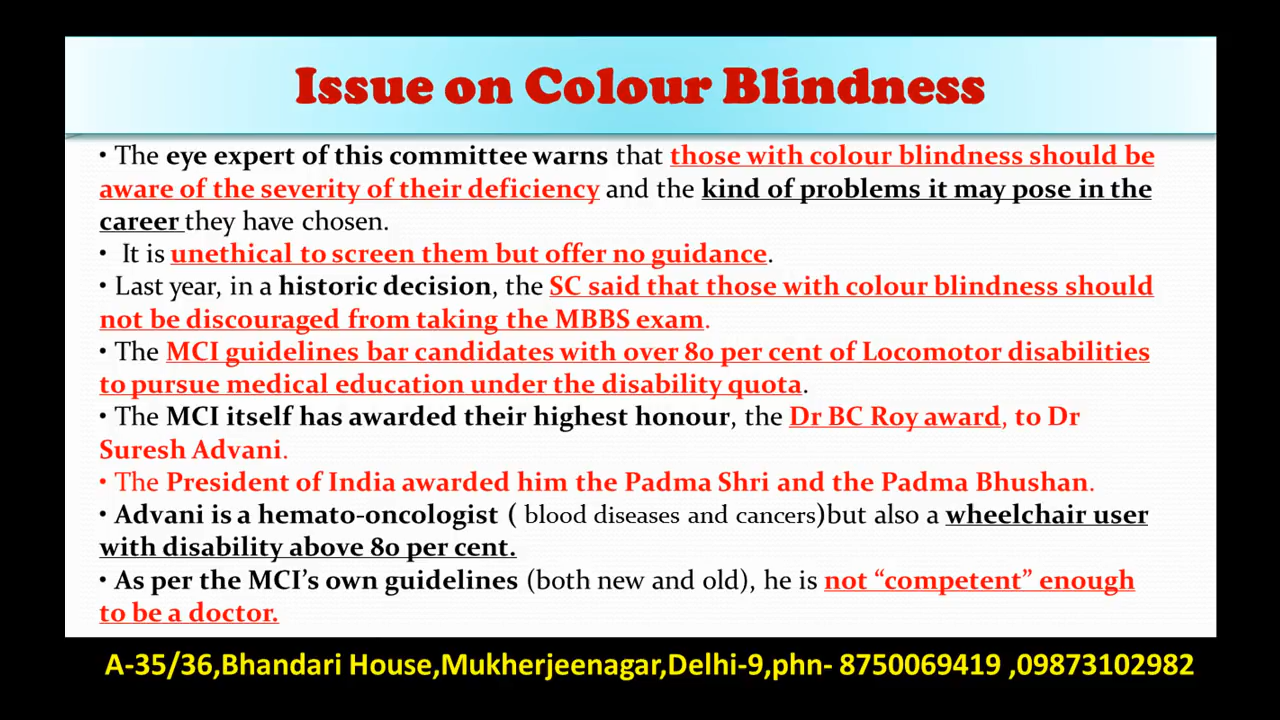 Issue on Colour Blindness
• The eye expert of this committee warns that those with colour blindness should be
aware of the severity of their deficiency and the kind of problems it may pose in the
career they have chosen.
• It is unethical to screen them but offer no guidance.
• Last year, in a historic decision, the SC said that those with colour blindness should
not be discouraged from taking the MBBS exam.
• The MCI guidelines bar candidates with over 80 per cent of Locomotor disabilities
to pursue medical education under the disability quota.
• The MCI itself has awarded their highest honour, the Dr BC Roy award, to Dr
Suresh Advani.
• The President of India awarded him the Padma Shri and the Padma Bhushan.
• Advani is a hemato-oncologist ( blood diseases and cancers)but also a wheelchair user
with disability above 80 per cent.
• As per the MCI’s own guidelines (both new and old), he is not “competent” enough
to be a doctor.
A-35/36,Bhandari House,Mukherjeenagar,Delhi-9,phn- 8750069419 ,09873102982